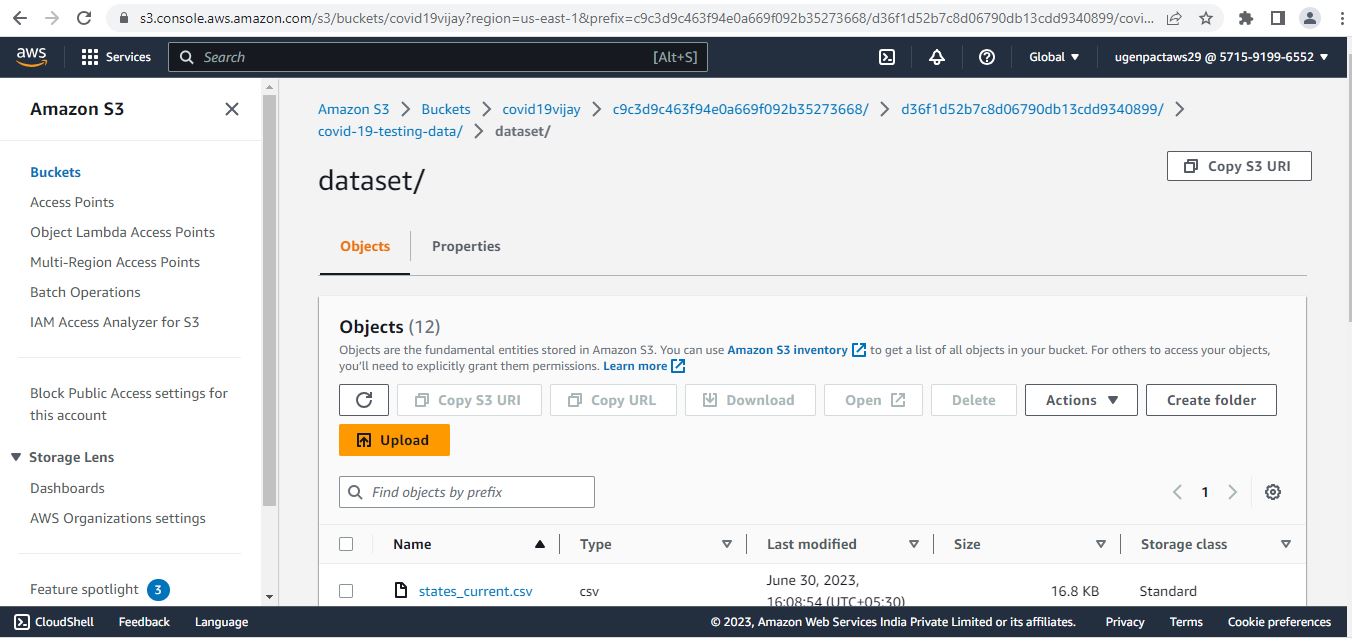 s3.console.aws.amazon.com/s3/buckets/covid19vijay?region=us-east-1&prefix=c9c3d9c463f94e0a669f092b35273668/d36f1d52b7c8d06790db13cdd9340899/covi...
aws Services Search [Alt+S] Global ugenpactaws29 @ 5715-9199-6552
Amazon S3
Buckets
Access Points
Object Lambda Access Points
Multi-Region Access Points
Batch Operations
IAM Access Analyzer for S3
Block Public Access settings for
this account
Storage Lens
Dashboards
AWS Organizations settings
Feature spotlight 3
Amazon S3 > Buckets > covid19vijay > c9c3d9c463f94e0a669f092b35273668/ > d36f1d52b7c8d06790db13cdd9340899/ >
covid-19-testing-data/ > dataset/
dataset/
Copy S3 URI
Objects Properties
Objects (12)
Objects are the fundamental entities stored in Amazon S3. You can use Amazon S3 inventory to get a list of all objects in your bucket. For others to access your objects,
you'll need to explicitly grant them permissions. Learn more
Copy S3 URI Copy URL Download Open Delete Actions Create folder
Upload
Find objects by prefix 1
Name Type Last modified Size Storage class
states_current.csv csv June 30, 2023, 16.8 KB Standard
16:08:54 (UTC+05:30)
CloudShell Feedback Language © 2023, Amazon Web Services India Private Limited or its affiliates. Privacy Terms Cookie preferences